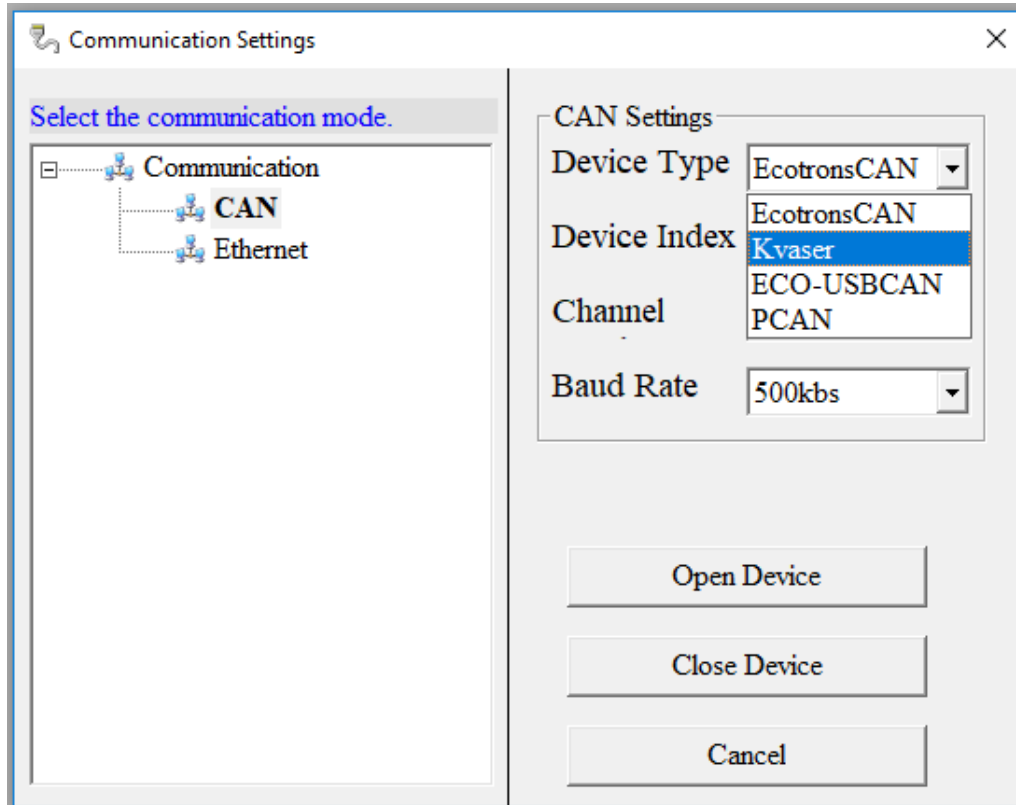 Communication Settings
Select the communication mode.
Communication
CAN
Ethernet
CAN Settings
Device Type
EcotronsCAN
EcotronsCAN
Kvaser
ECO-USBCAN
PCAN
Device Index
Channel
Baud Rate
500kbs
Open Device
Close Device
Cancel